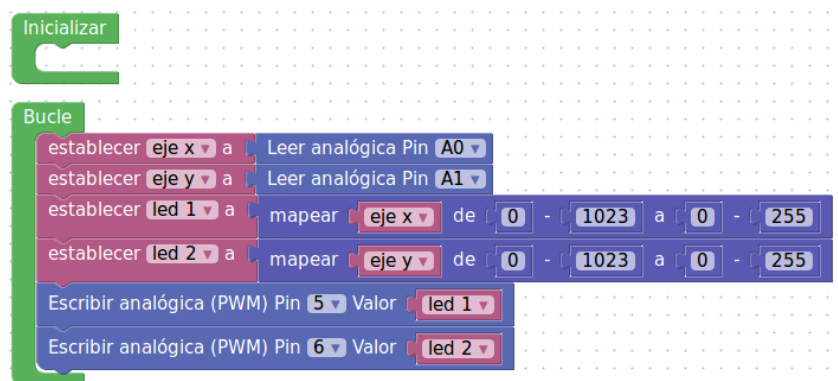 Inicializar
Bucle
establecer eje x a Leer analógica Pin A0
establecer eje y a Leer analógica Pin A1
establecer led 1 a mapear eje x de 0 - 1023 a 0 - 255
establecer led 2 a mapear eje y de 0 - 1023 a 0 - 255
Escribir analógica (PWM) Pin 5 Valor led 1
Escribir analógica (PWM) Pin 6 Valor led 2